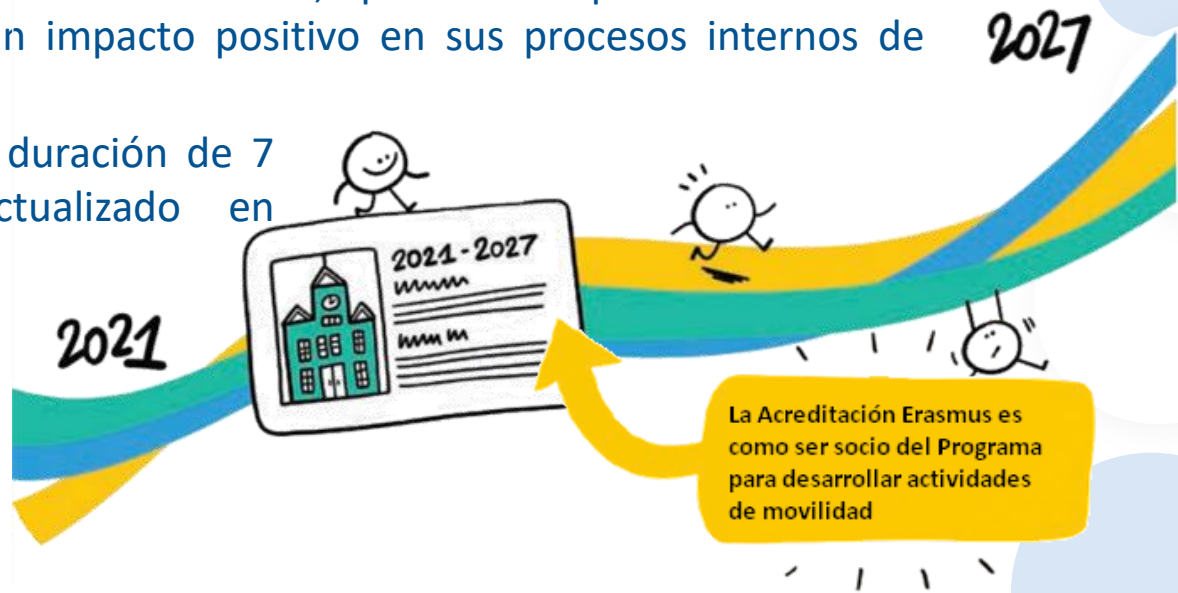 n impacto positivo en sus procesos internos de
2027
duración de 7
ctualizado en
2021-2027
2021
La Acreditación Erasmus es
como ser socio del Programa
para desarrollar actividades
de movilidad